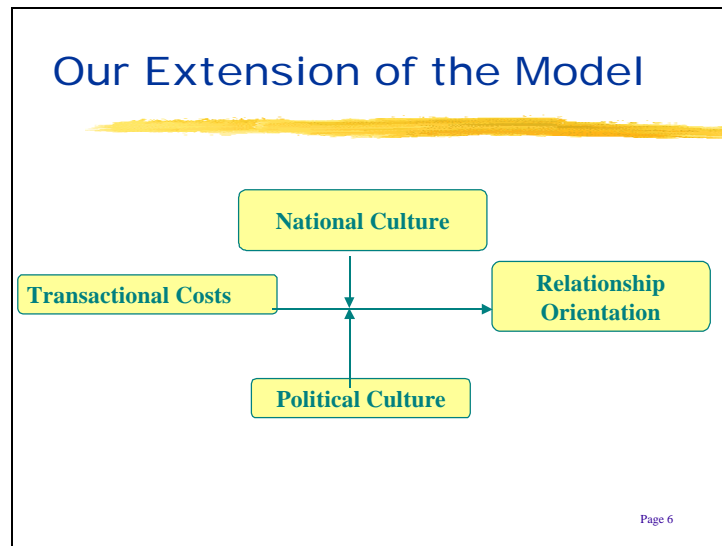 Our Extension of the Model
National Culture
Transactional Costs
Relationship
Orientation
Political Culture
Page 6